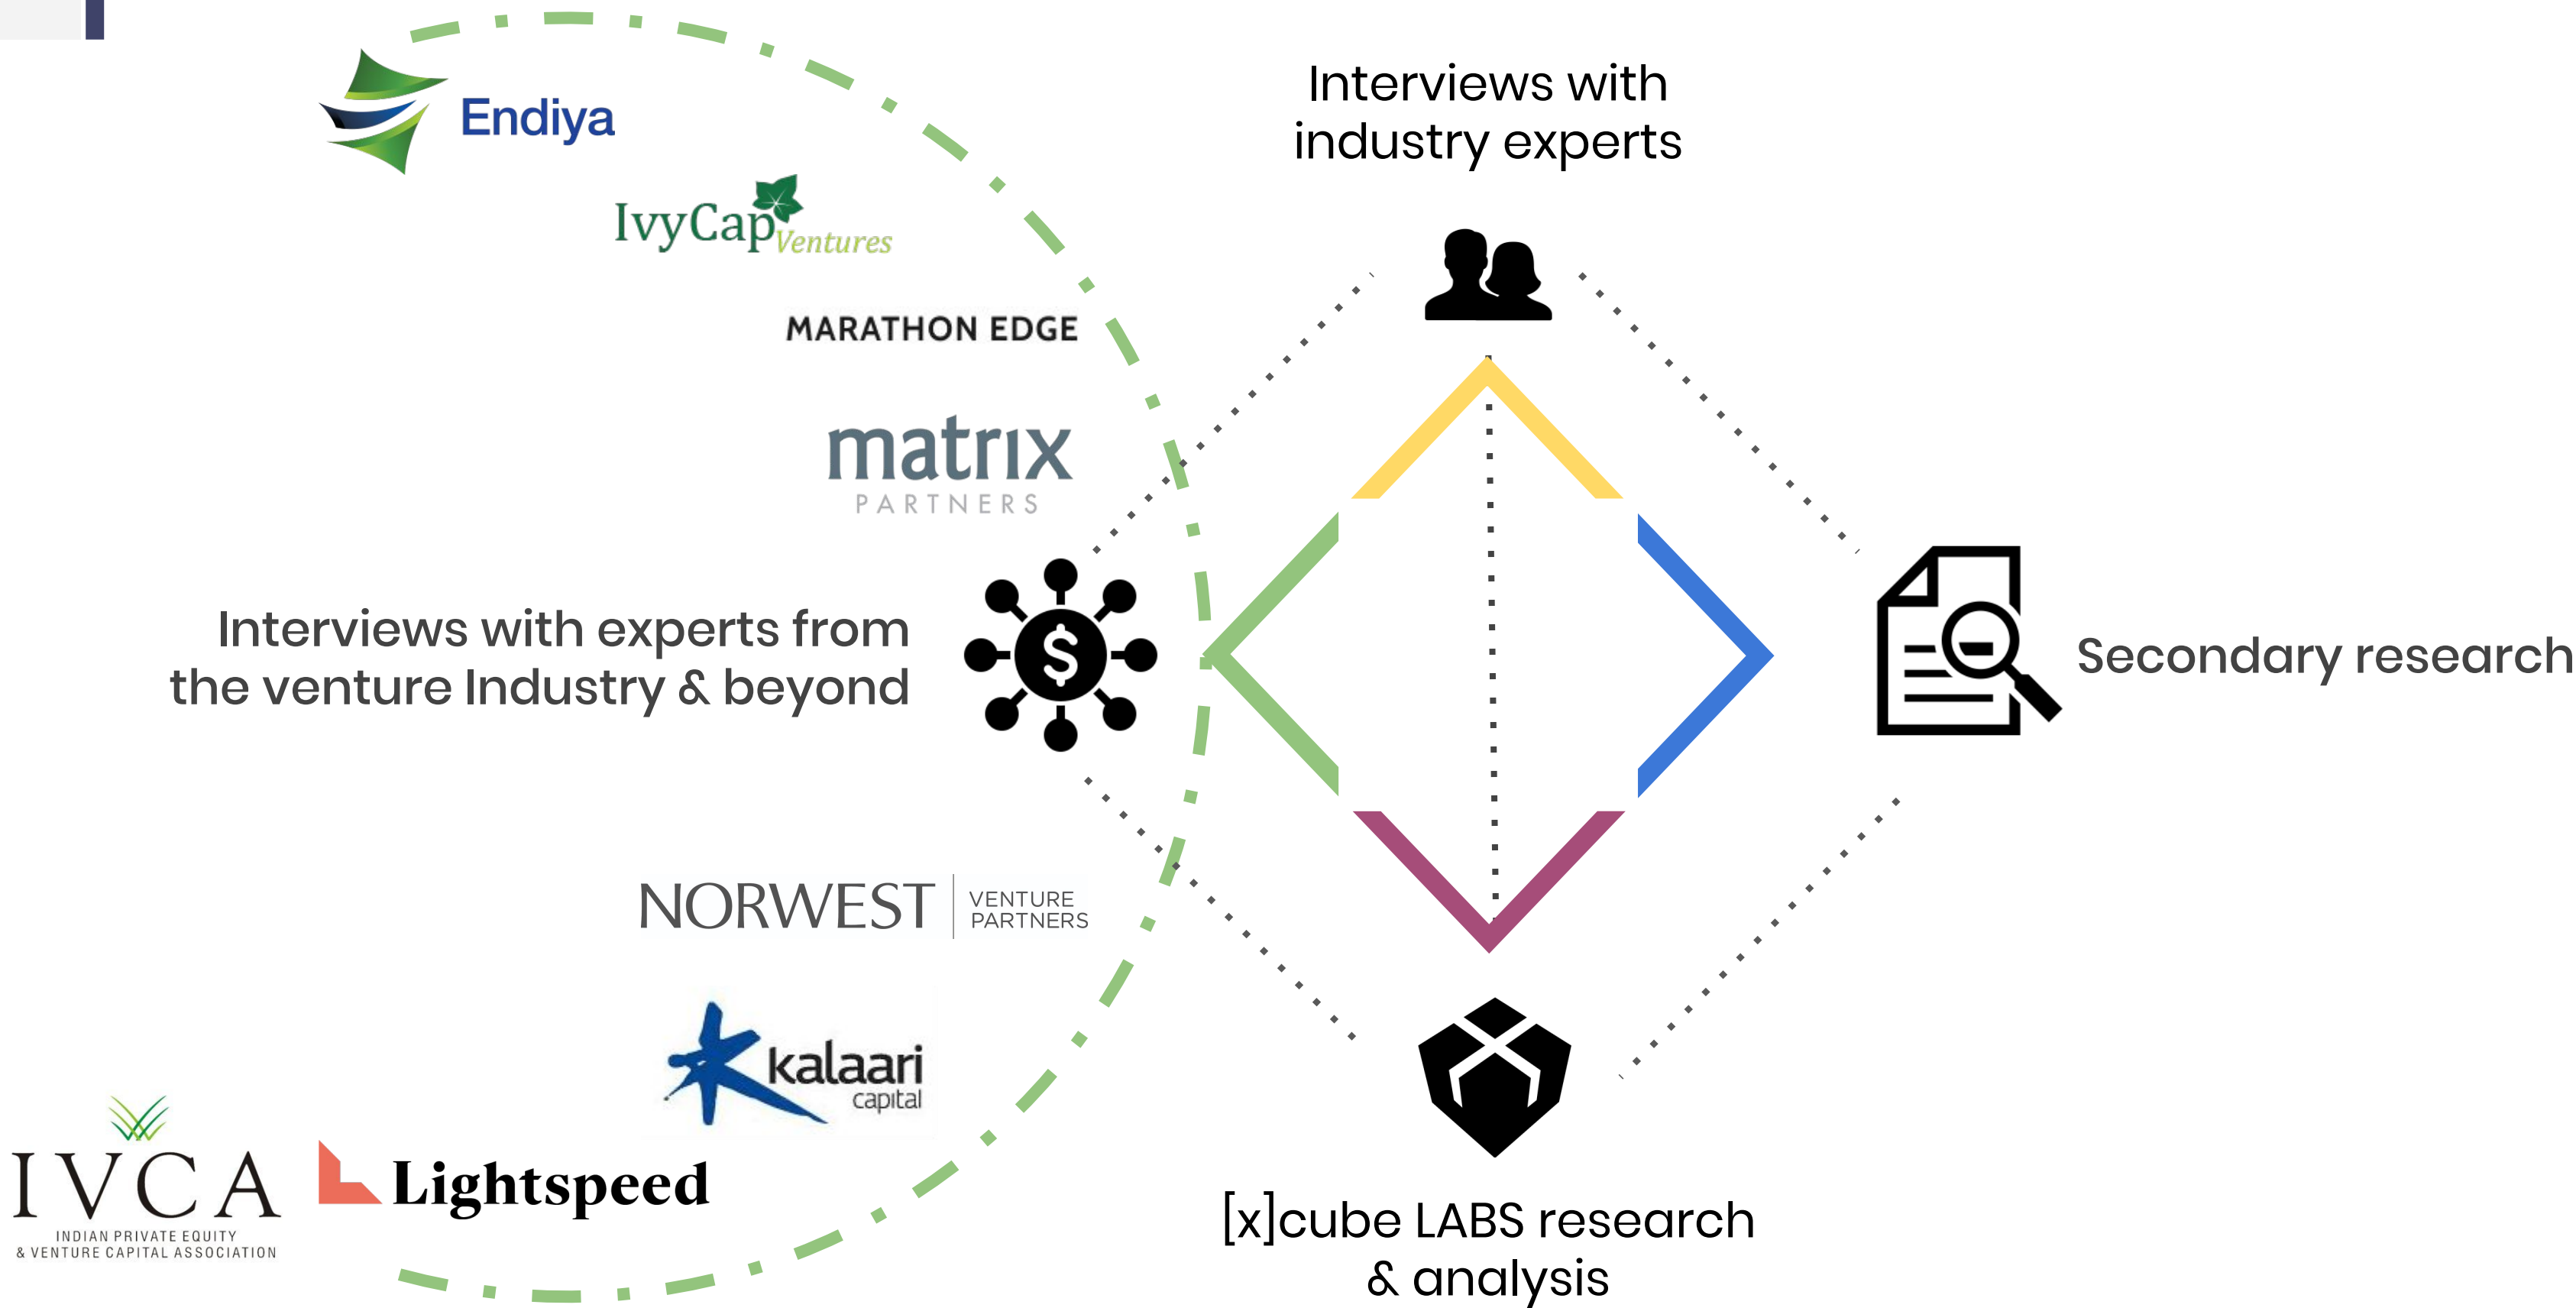 Endiya
IvyCap
Ventures
MARATHON EDGE
matrix
PARTNERS
Interviews with experts from
the venture Industry & beyond
$
NORWEST
VENTURE
PARTNERS
kalaari
capital
IVCA
INDIAN PRIVATE EQUITY
& VENTURE CAPITAL ASSOCIATION
Lightspeed
Interviews with
industry experts
Secondary research
[x]cube LABS research
& analysis